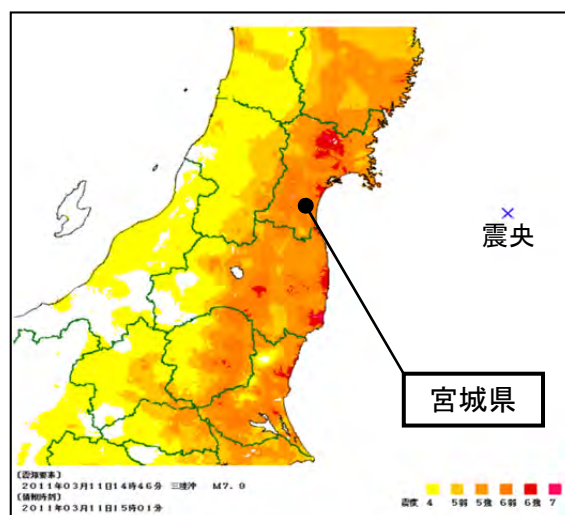 震央
宮城県
(震源要素)
2011年03月11日14時46分 三陸沖 M7.9
(情報時刻)
2011年03月11日15時01分
震度 4 5弱 5強 6弱 6強 7